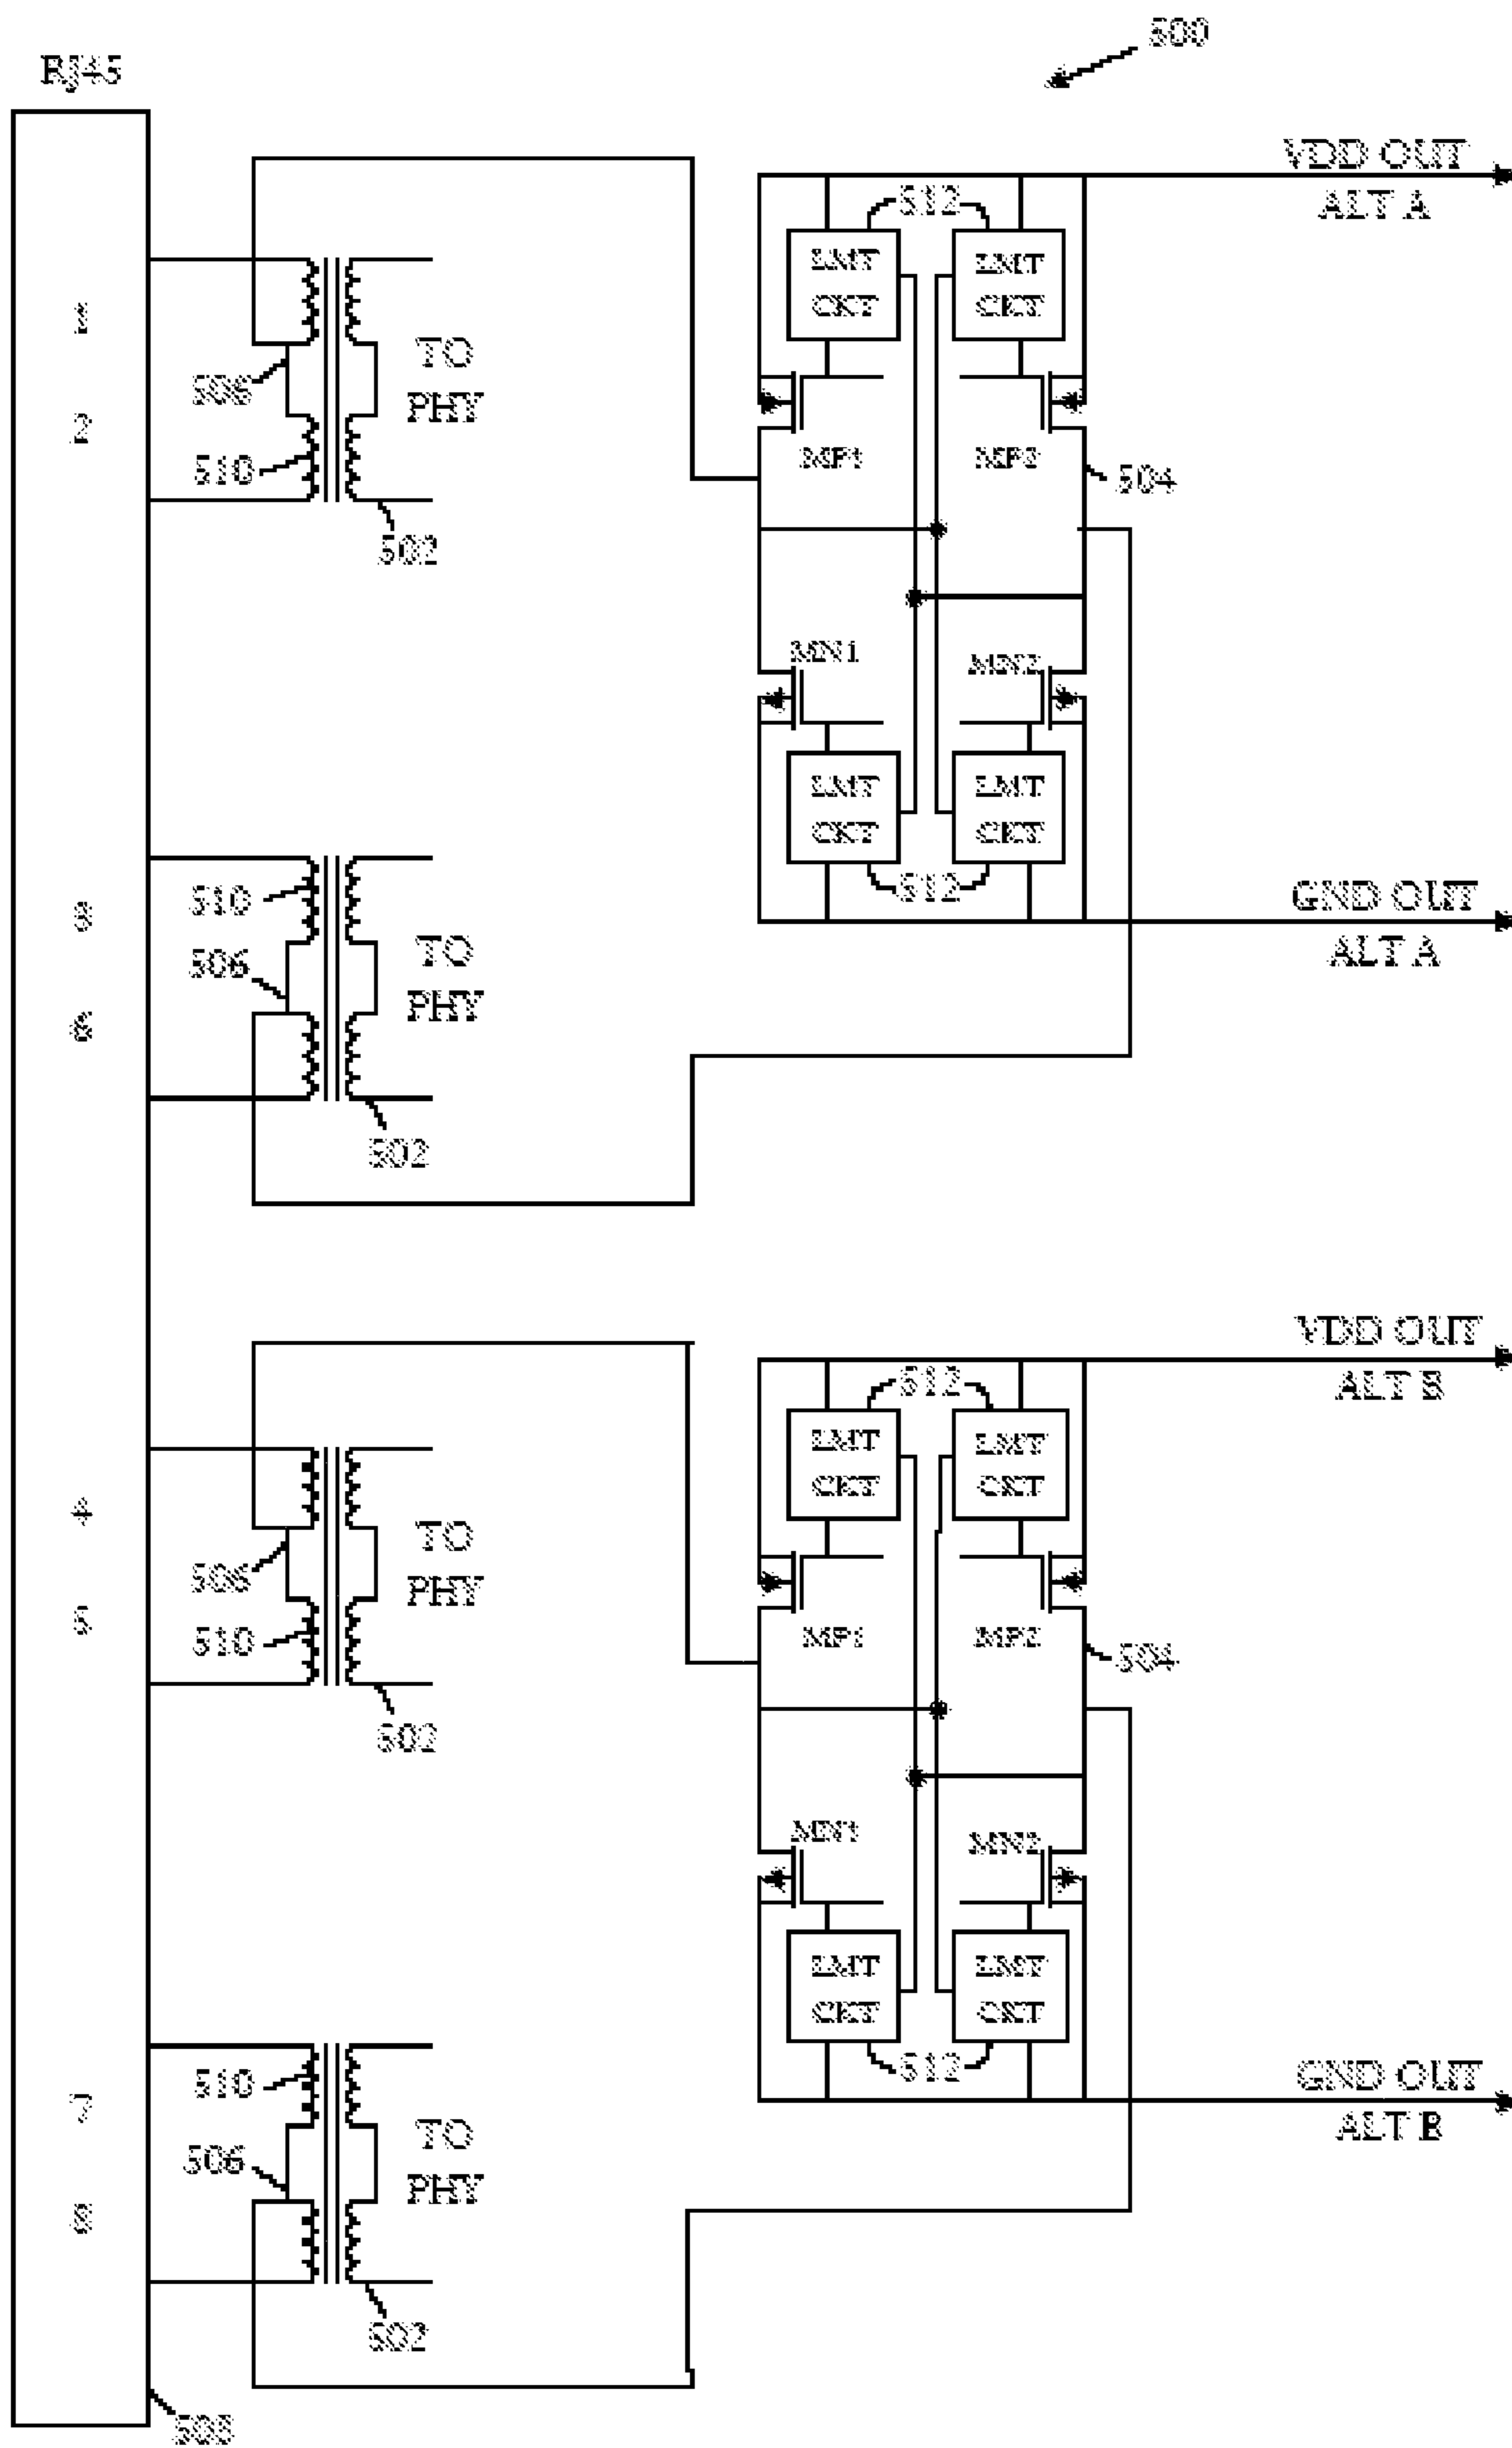 500
RJ45
VDD OUT
ALT A
512
LMT
CKT
LMT
CKT
1
TO
PHY
506
2
510
MP1
MP2
504
502
MN1
MN2
LMT
CKT
LMT
CKT
512
GND OUT
ALT A
510
3
TO
PHY
506
6
502
VDD OUT
ALT B
512
LMT
CKT
LMT
CKT
4
TO
PHY
506
5
510
MP1
MP2
504
502
MN1
MN2
LMT
CKT
LMT
CKT
512
GND OUT
ALT B
510
7
TO
PHY
506
8
502
508